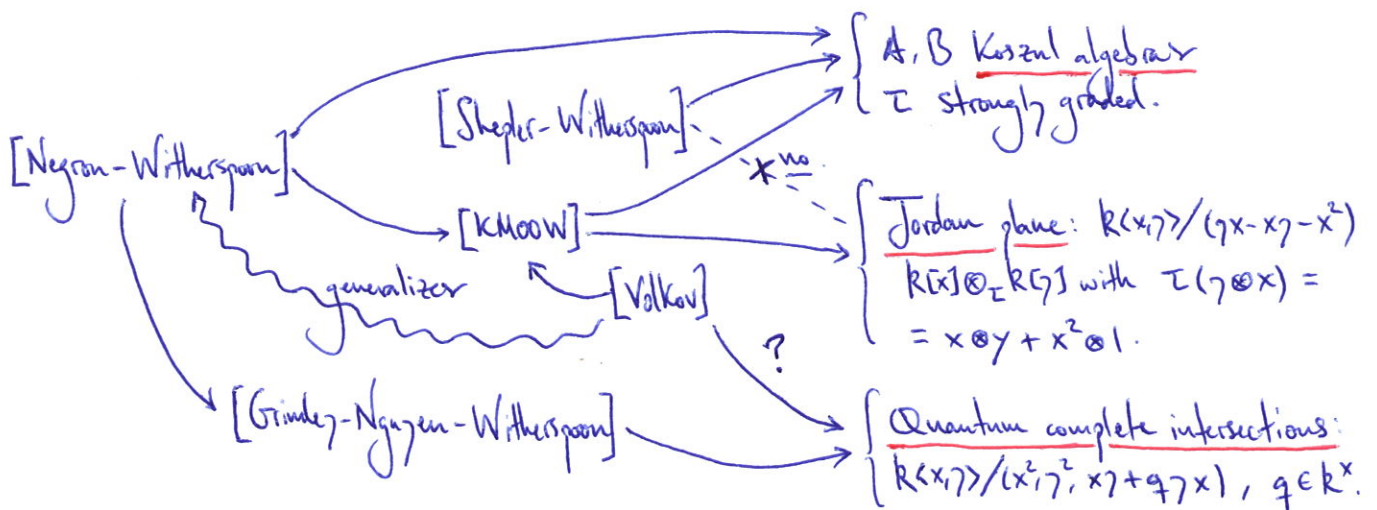 A, B Koszul algebras
τ strongly graded.
[Shepler-Witherspoon]
[Negron-Witherspoon]
* no
[KMOOW]
Jordan plane: k<x,y>/(yx-xy-x²)
k[x]⊗_τ k[y] with τ(y⊗x) =
= x⊗y + x²⊗1.
generalizes
[Volkov]
?
[Grimley-Nguyen-Witherspoon]
Quantum complete intersections:
k<x,y>/(x², y², xy+qyx), q ∈ k^×.